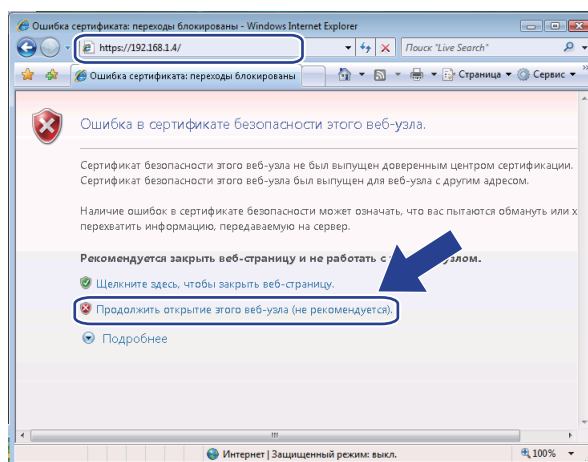 Ошибка сертификата: переходы блокированы - Windows Internet Explorer
https://192.168.1.4/
Поиск "Live Search"
Ошибка сертификата: переходы блокированы
Страница
Сервис
Ошибка в сертификате безопасности этого веб-узла.
Сертификат безопасности этого веб-узла не был выпущен доверенным центром сертификации.
Сертификат безопасности этого веб-узла был выпущен для веб-узла с другим адресом.
Наличие ошибок в сертификате безопасности может означать, что вас пытаются обмануть или х
перехватить информацию, передаваемую на сервер.
Рекомендуется закрыть веб-страницу и не работать с узлом.
Щелкните здесь, чтобы закрыть веб-страницу.
Продолжить открытие этого веб-узла (не рекомендуется).
Подробнее
Интернет | Защищенный режим: выкл.
100%